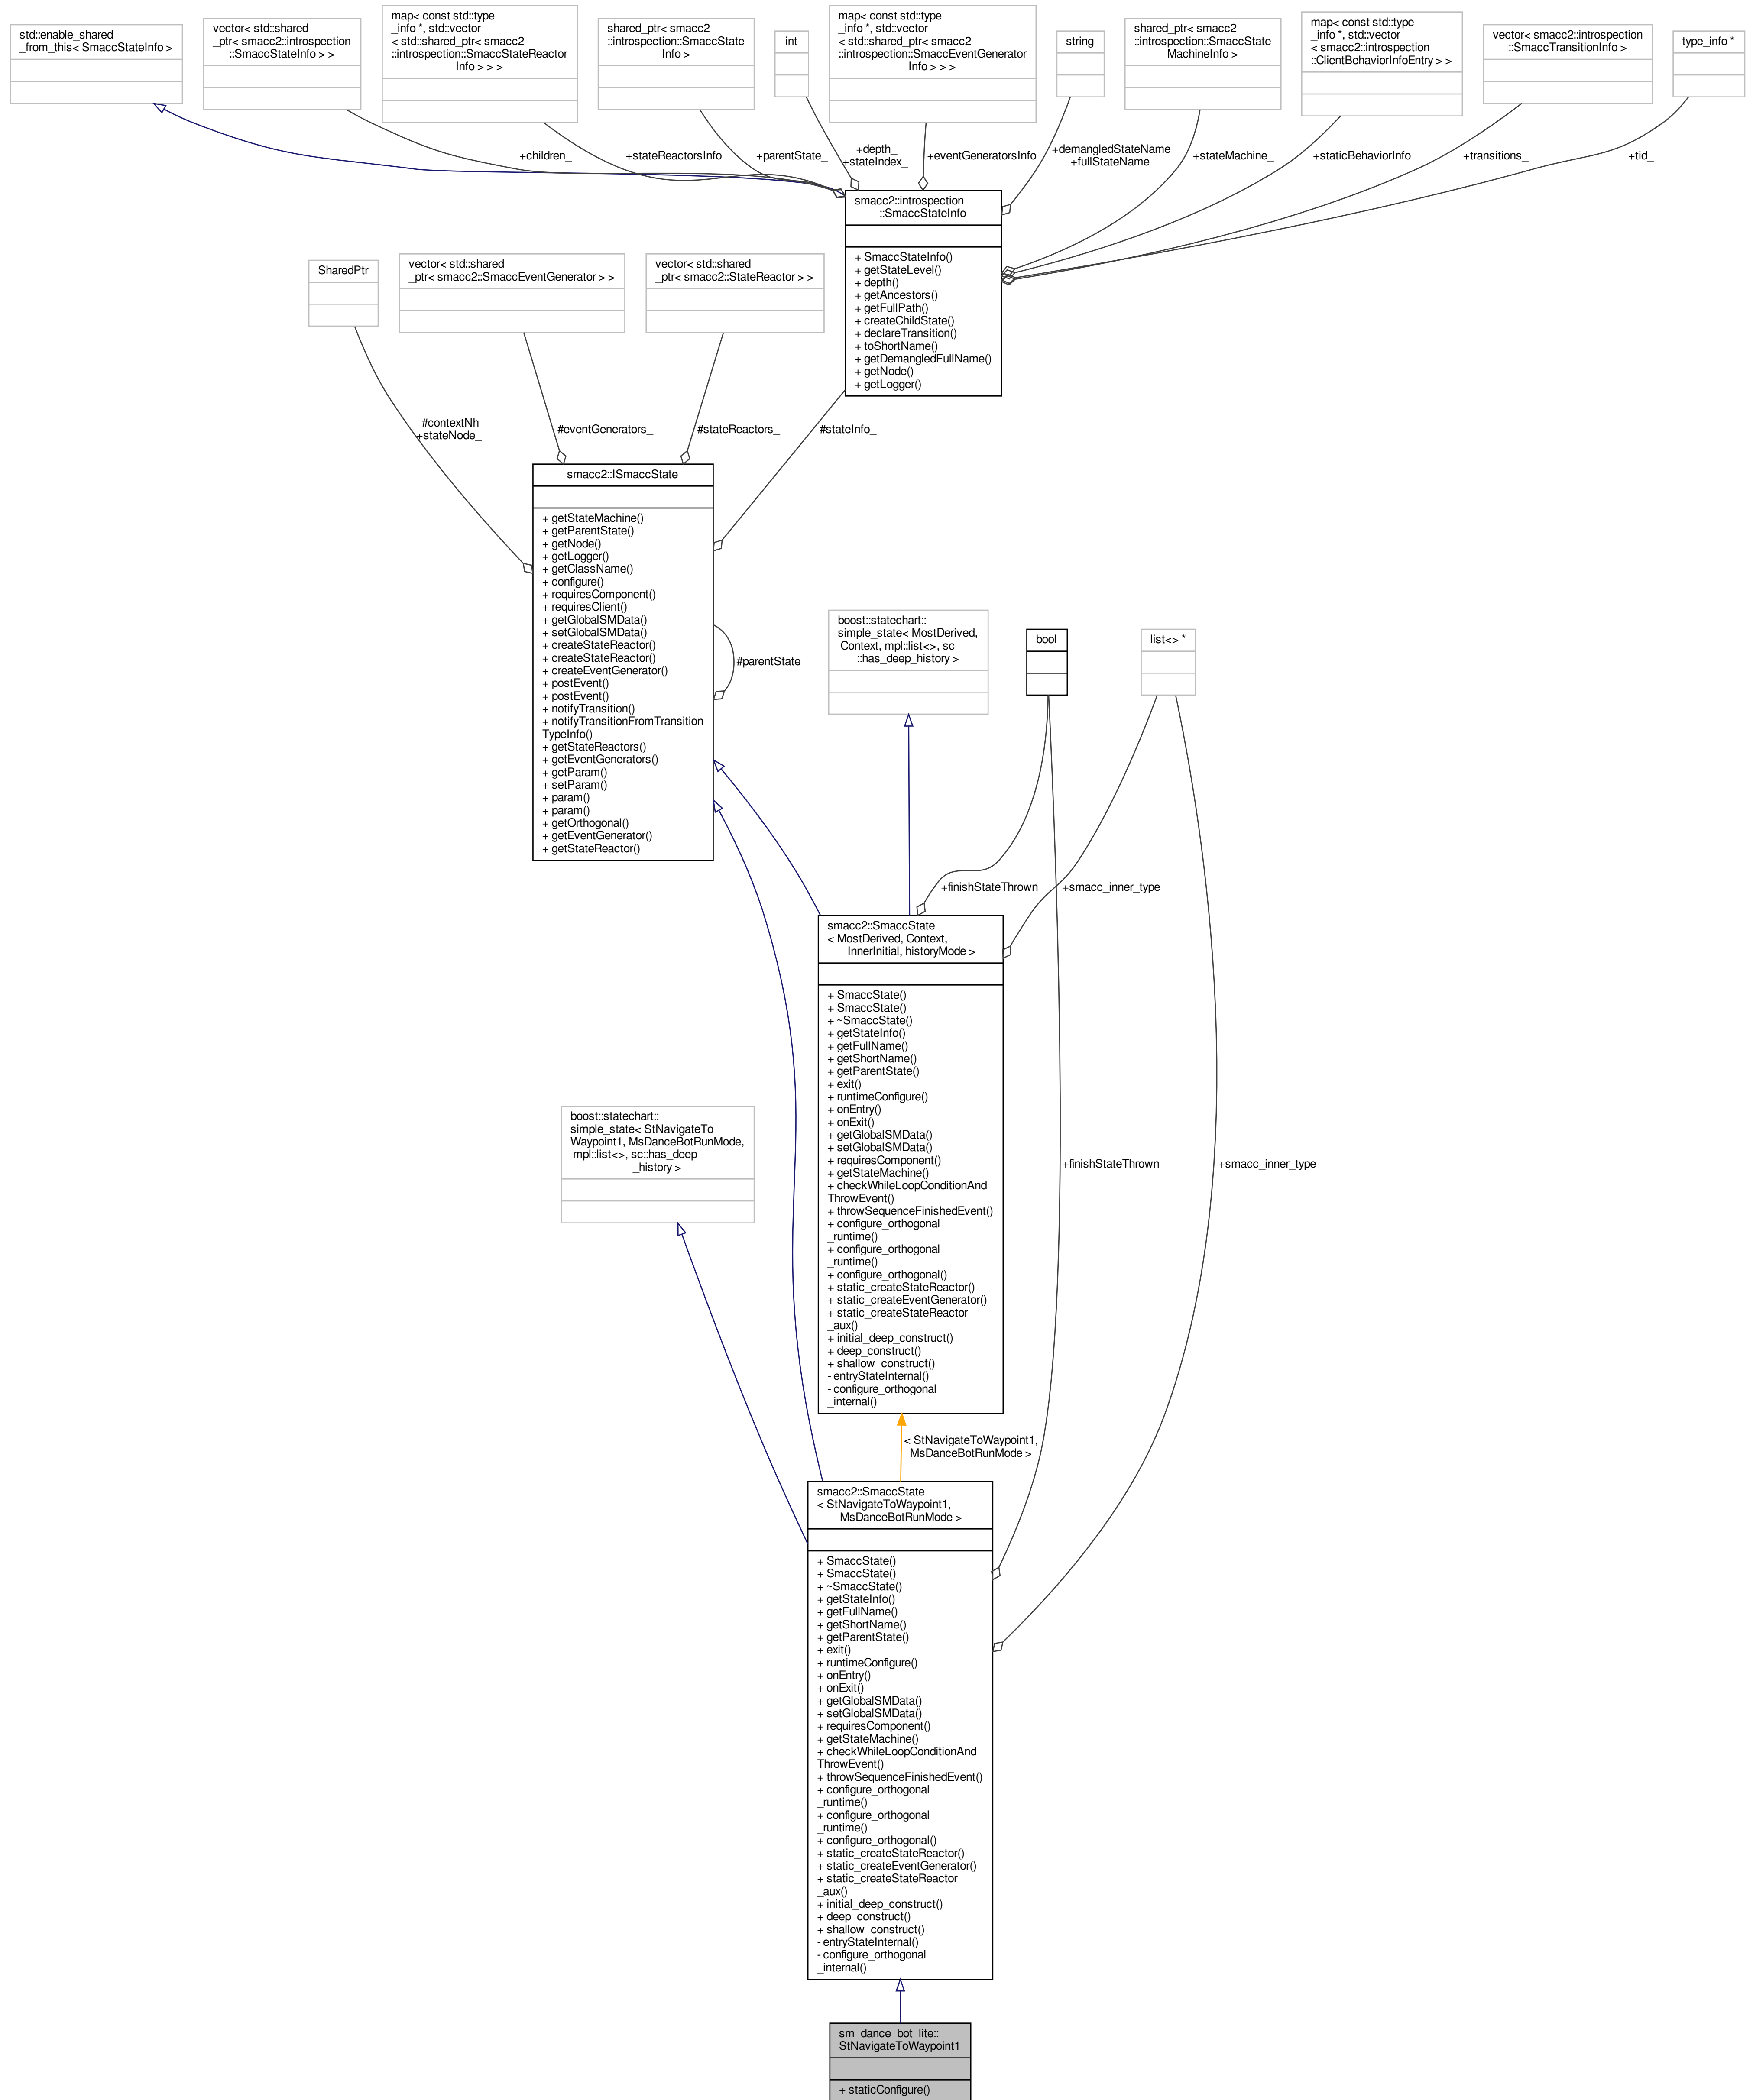 std::enable_shared
_from_this< SmaccStateInfo >
vector< std::shared
_ptr< smacc2::introspection
::SmaccStateInfo > >
map< const std::type
_info *, std::vector
< std::shared_ptr< smacc2
::introspection::SmaccStateReactor
Info > > >
shared_ptr< smacc2
::introspection::SmaccState
Info >
int
map< const std::type
_info *, std::vector
< std::shared_ptr< smacc2
::introspection::SmaccEventGenerator
Info > > >
string
shared_ptr< smacc2
::introspection::SmaccState
MachineInfo >
map< const std::type
_info *, std::vector
< smacc2::introspection
::ClientBehaviorInfoEntry > >
vector< smacc2::introspection
::SmaccTransitionInfo >
type_info *
+children_
+stateReactorsInfo
+parentState_
+depth_
+stateIndex_
+eventGeneratorsInfo
+demangledStateName
+fullStateName
+stateMachine_
+staticBehaviorInfo
+transitions_
+tid_
smacc2::introspection
::SmaccStateInfo
+ SmaccStateInfo()
+ getStateLevel()
+ depth()
+ getAncestors()
+ getFullPath()
+ createChildState()
+ declareTransition()
+ toShortName()
+ getDemangledFullName()
+ getNode()
+ getLogger()
SharedPtr
vector< std::shared
_ptr< smacc2::SmaccEventGenerator > >
vector< std::shared
_ptr< smacc2::StateReactor > >
#contextNh
+stateNode_
#eventGenerators_
#stateReactors_
#stateInfo_
smacc2::ISmaccState
+ getStateMachine()
+ getParentState()
+ getNode()
+ getLogger()
+ getClassName()
+ configure()
+ requiresComponent()
+ requiresClient()
+ getGlobalSMData()
+ setGlobalSMData()
+ createStateReactor()
+ createStateReactor()
+ createEventGenerator()
+ postEvent()
+ postEvent()
+ notifyTransition()
+ notifyTransitionFromTransition
TypeInfo()
+ getStateReactors()
+ getEventGenerators()
+ getParam()
+ setParam()
+ param()
+ param()
+ getOrthogonal()
+ getEventGenerator()
+ getStateReactor()
#parentState_
boost::statechart::
simple_state< MostDerived,
Context, mpl::list<>, sc
::has_deep_history >
bool
list<> *
+finishStateThrown
+smacc_inner_type
smacc2::SmaccState
< MostDerived, Context,
InnerInitial, historyMode >
+ SmaccState()
+ SmaccState()
+ ~SmaccState()
+ getStateInfo()
+ getFullName()
+ getShortName()
+ getParentState()
+ exit()
+ runtimeConfigure()
+ onEntry()
+ onExit()
+ getGlobalSMData()
+ setGlobalSMData()
+ requiresComponent()
+ getStateMachine()
+ checkWhileLoopConditionAnd
ThrowEvent()
+ throwSequenceFinishedEvent()
+ configure_orthogonal
_runtime()
+ configure_orthogonal
_runtime()
+ configure_orthogonal()
+ static_createStateReactor()
+ static_createEventGenerator()
+ static_createStateReactor
_aux()
+ initial_deep_construct()
+ deep_construct()
+ shallow_construct()
- entryStateInternal()
- configure_orthogonal
_internal()
boost::statechart::
simple_state< StNavigateTo
Waypoint1, MsDanceBotRunMode,
mpl::list<>, sc::has_deep
_history >
+finishStateThrown
+smacc_inner_type
< StNavigateToWaypoint1,
MsDanceBotRunMode >
smacc2::SmaccState
< StNavigateToWaypoint1,
MsDanceBotRunMode >
+ SmaccState()
+ SmaccState()
+ ~SmaccState()
+ getStateInfo()
+ getFullName()
+ getShortName()
+ getParentState()
+ exit()
+ runtimeConfigure()
+ onEntry()
+ onExit()
+ getGlobalSMData()
+ setGlobalSMData()
+ requiresComponent()
+ getStateMachine()
+ checkWhileLoopConditionAnd
ThrowEvent()
+ throwSequenceFinishedEvent()
+ configure_orthogonal
_runtime()
+ configure_orthogonal
_runtime()
+ configure_orthogonal()
+ static_createStateReactor()
+ static_createEventGenerator()
+ static_createStateReactor
_aux()
+ initial_deep_construct()
+ deep_construct()
+ shallow_construct()
- entryStateInternal()
- configure_orthogonal
_internal()
sm_dance_bot_lite::
StNavigateToWaypoint1
+ staticConfigure()